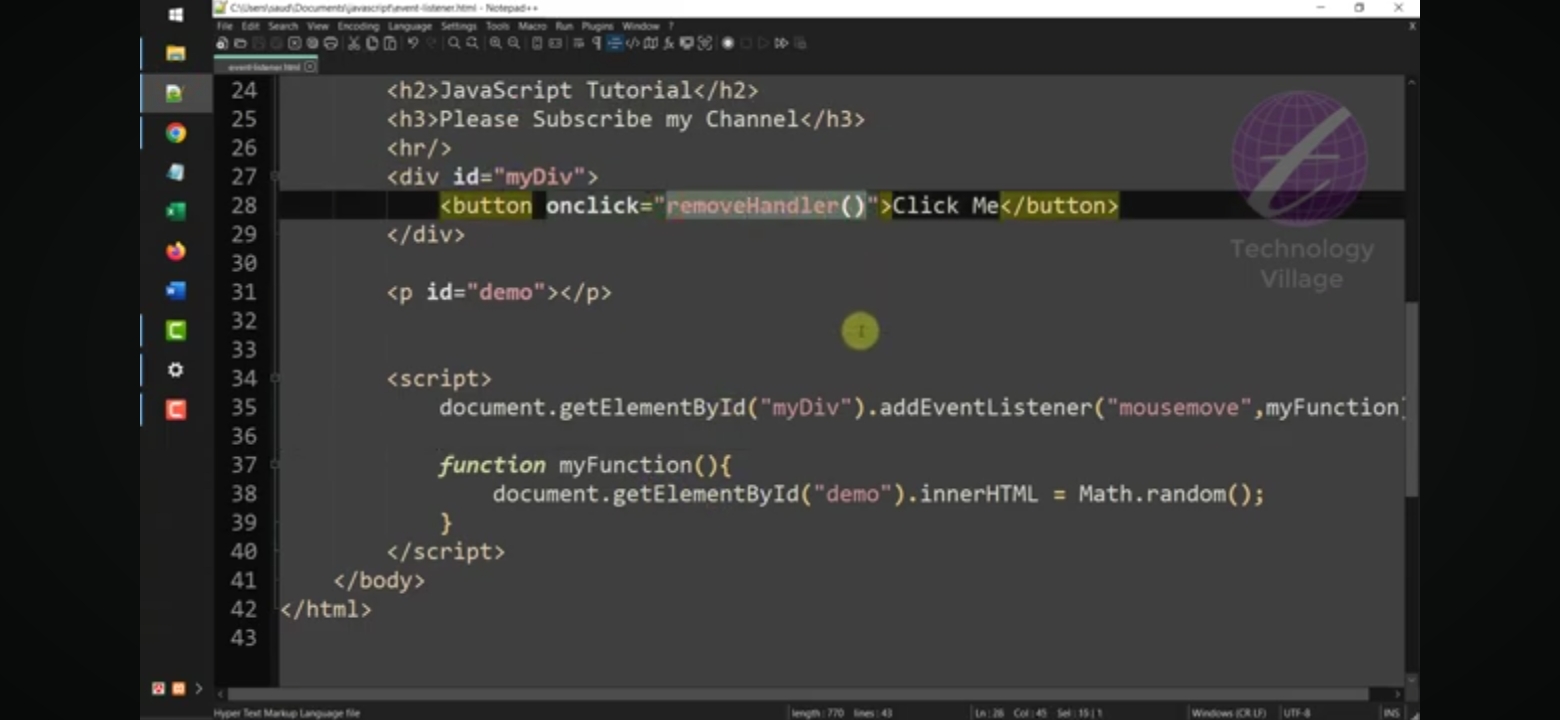 C:\Users\saud\Documents\javascript\event-listener.html - Notepad++
File Edit Search View Encoding Language Settings Tools Macro Run Plugins Window ?
event-listener.html
24 <h2>JavaScript Tutorial</h2>
25 <h3>Please Subscribe my Channel</h3>
26 <hr/>
27 <div id="myDiv">
28 <button onclick="removeHandler()">Click Me</button>
29 </div>
30
31 <p id="demo"></p>
32
33
34 <script>
35 document.getElementById("myDiv").addEventListener("mousemove",myFunction)
36
37 function myFunction(){
38 document.getElementById("demo").innerHTML = Math.random();
39 }
40 </script>
41 </body>
42 </html>
43
Technology
Village
Hyper Text Markup Language file length : 770 lines : 43 Ln : 28 Col : 45 Sel : 15 | 1 Windows (CR LF) UTF-8 INS